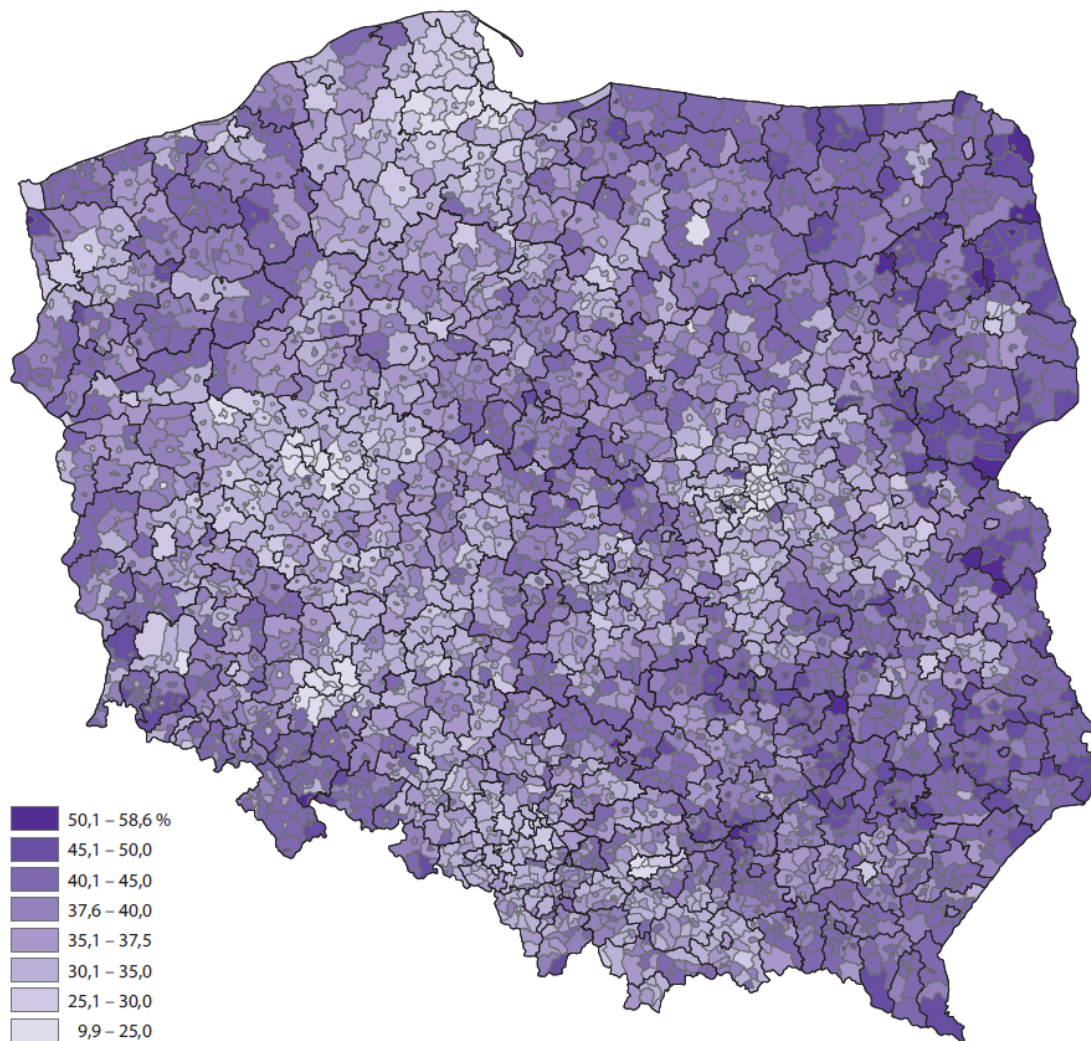 50,1 – 58,6 %
45,1 – 50,0
40,1 – 45,0
37,6 – 40,0
35,1 – 37,5
30,1 – 35,0
25,1 – 30,0
9,9 – 25,0